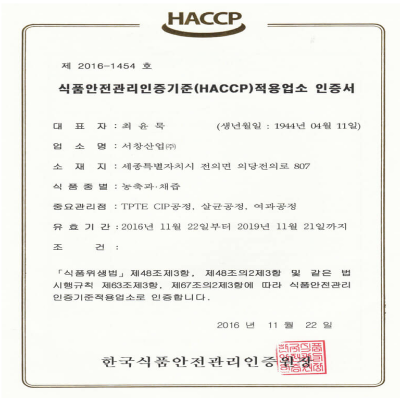 HACCP
제 2016-1454 호
식품안전관리인증기준(HACCP)적용업소 인증서
대 표 자 : 최 윤 묵 (생년월일 : 1944년 04월 11일)
업 소 명 : 서창산업㈜
소 재 지 : 세종특별자치시 전의면 의당전의로 807
식 품 종 별 : 농축과·채즙
중요관리점 : TPTE CIP공정, 살균공정, 여과공정
유 효 기 간 : 2016년 11월 22일부터 2019년 11월 21일까지
조 건 :
「식품위생법」제48조제3항, 제48조의2제3항 및 같은 법
시행규칙 제63조제3항, 제67조의2제3항에 따라 식품안전관리
인증기준적용업소로 인증합니다.
2016 년 11 월 22 일
한국식품안전관리인증원장